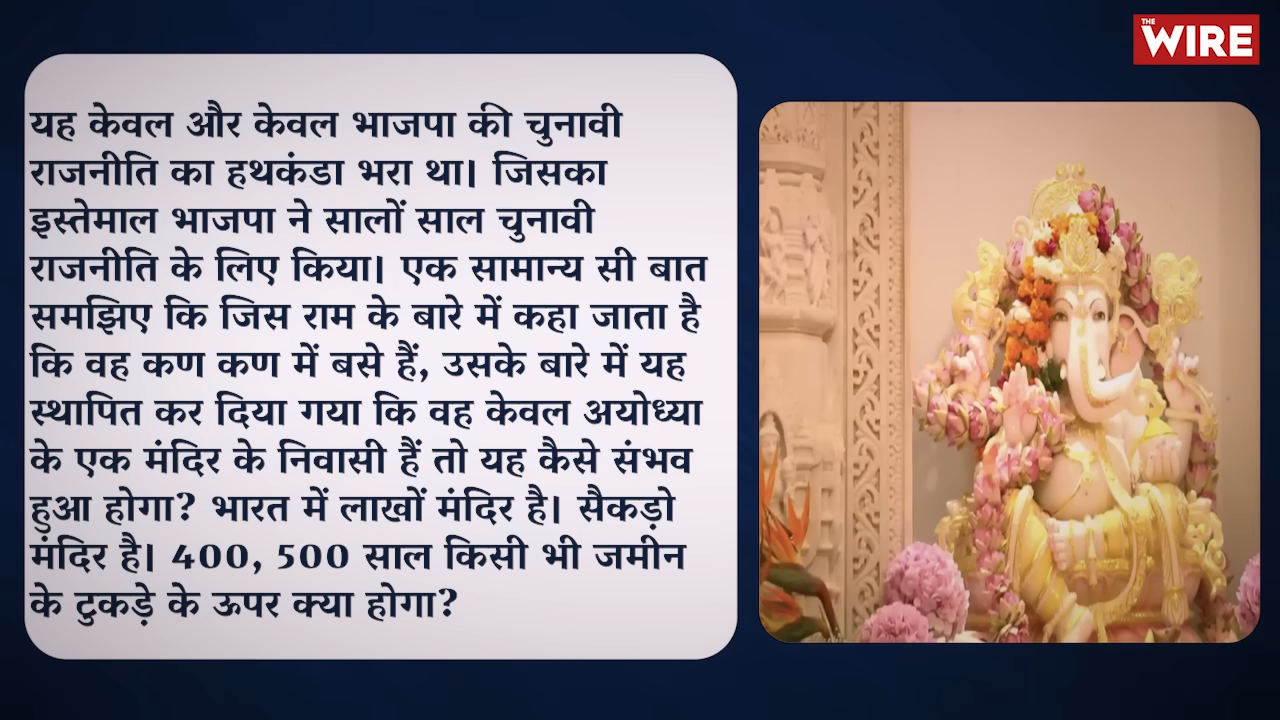 THE WIRE
यह केवल और केवल भाजपा की चुनावी
राजनीति का हथकंडा भरा था। जिसका
इस्तेमाल भाजपा ने सालों साल चुनावी
राजनीति के लिए किया। एक सामान्य सी बात
समझिए कि जिस राम के बारे में कहा जाता है
कि वह कण कण में बसे हैं, उसके बारे में यह
स्थापित कर दिया गया कि वह केवल अयोध्या
के एक मंदिर के निवासी हैं तो यह कैसे संभव
हुआ होगा? भारत में लाखों मंदिर है। सैकड़ो
मंदिर है। 400, 500 साल किसी भी जमीन
के टुकड़े के ऊपर क्या होगा?